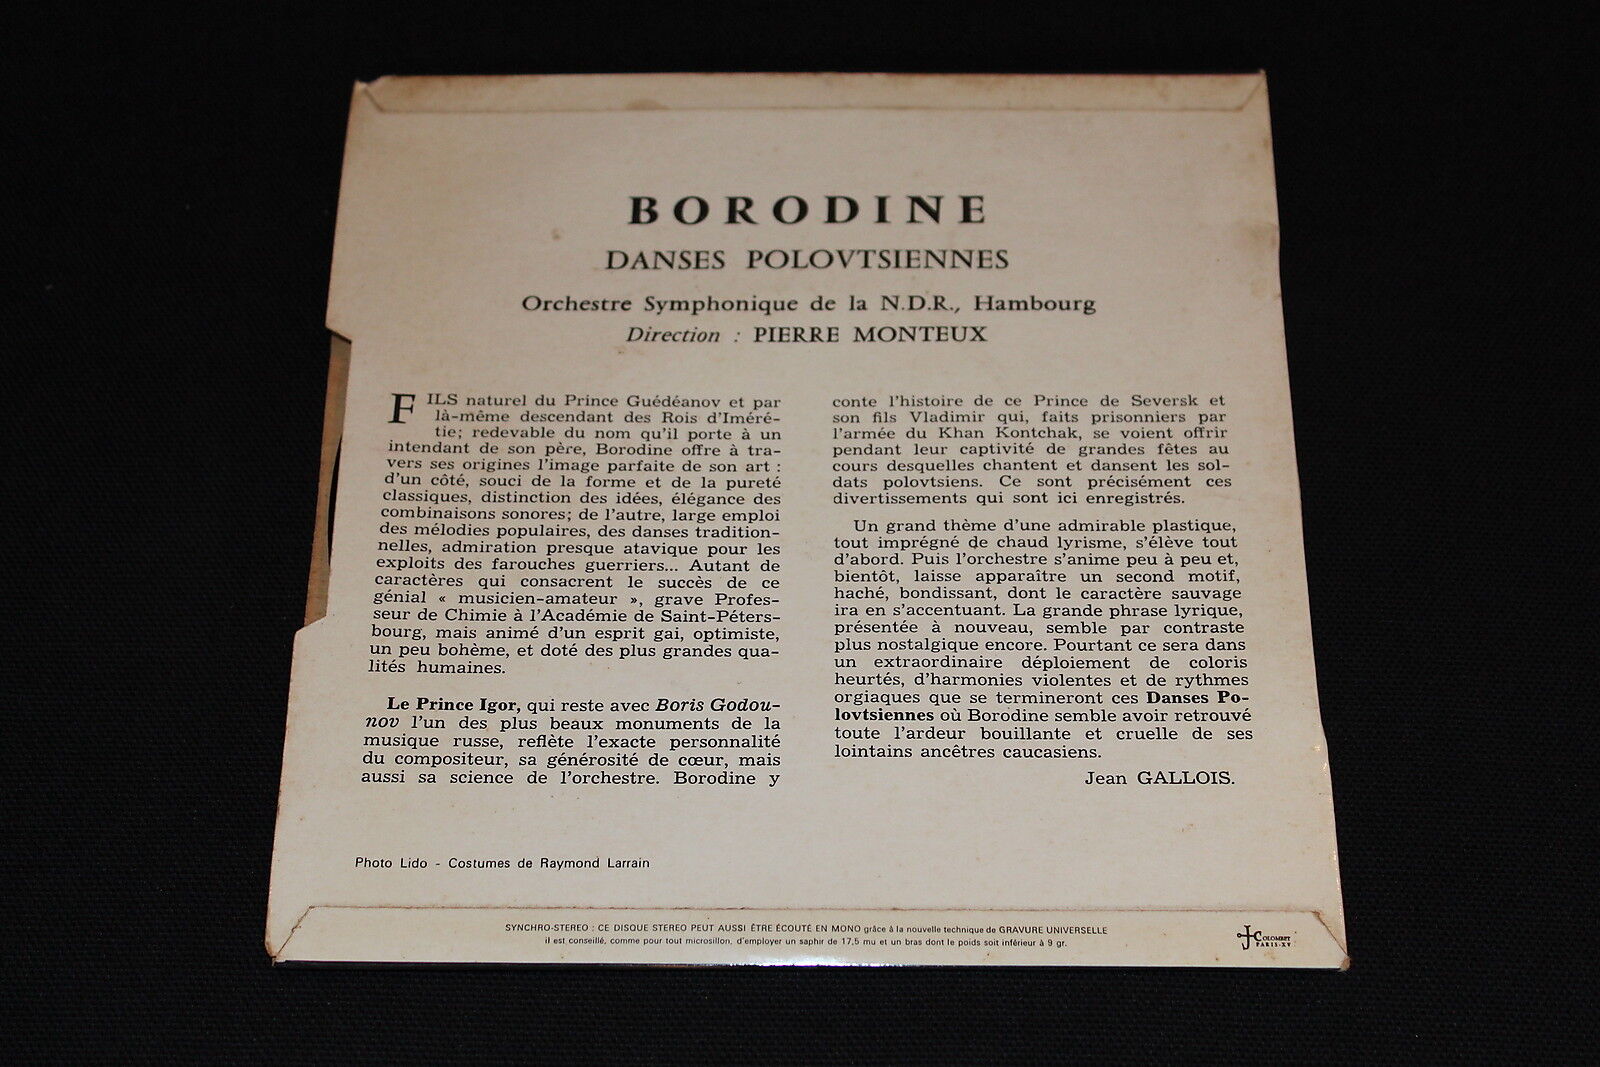 BORODINE
DANSES POLOVTSIENNES
Orchestre Symphonique de la N.D.R., Hambourg
Direction : PIERRE MONTEUX
FILS naturel du Prince Guédéanov et par
là-même descendant des Rois d'Iméré-
tie; redevable du nom qu'il porte à un
intendant de son père, Borodine offre à tra-
vers ses origines l'image parfaite de son art :
d'un côté, souci de la forme et de la pureté
classiques, distinction des idées, élégance des
combinaisons sonores; de l'autre, large emploi
des mélodies populaires, des danses tradition-
nelles, admiration presque atavique pour les
exploits des farouches guerriers... Autant de
caractères qui consacrent le succès de ce
génial « musicien-amateur », grave Profes-
seur de Chimie à l'Académie de Saint-Péters-
bourg, mais animé d'un esprit gai, optimiste,
un peu bohème, et doté des plus grandes qua-
lités humaines.
Le Prince Igor, qui reste avec Boris Godou-
nov l'un des plus beaux monuments de la
musique russe, reflète l'exacte personnalité
du compositeur, sa générosité de cœur, mais
aussi sa science de l'orchestre. Borodine y
conte l'histoire de ce Prince de Seversk et
son fils Vladimir qui, faits prisonniers par
l'armée du Khan Kontchak, se voient offrir
pendant leur captivité de grandes fêtes au
cours desquelles chantent et dansent les sol-
dats polovtsiens. Ce sont précisément ces
divertissements qui sont ici enregistrés.
Un grand thème d'une admirable plastique,
tout imprégné de chaud lyrisme, s'élève tout
d'abord. Puis l'orchestre s'anime peu à peu et,
bientôt, laisse apparaître un second motif,
haché, bondissant, dont le caractère sauvage
ira en s'accentuant. La grande phrase lyrique,
présentée à nouveau, semble par contraste
plus nostalgique encore. Pourtant ce sera dans
un extraordinaire déploiement de coloris
heurtés, d'harmonies violentes et de rythmes
orgiaques que se termineront ces Danses Po-
lovtsiennes où Borodine semble avoir retrouvé
toute l'ardeur bouillante et cruelle de ses
lointains ancêtres caucasiens.
Jean GALLOIS.
Photo Lido - Costumes de Raymond Larrain
SYNCHRO-STEREO : CE DISQUE STEREO PEUT AUSSI ÊTRE ÉCOUTÉ EN MONO grâce à la nouvelle technique de GRAVURE UNIVERSELLE
il est conseillé, comme pour tout microsillon, d'employer un saphir de 17,5 mu et un bras dont le poids soit inférieur à 9 gr.
J COLOMBET
PARIS-XV